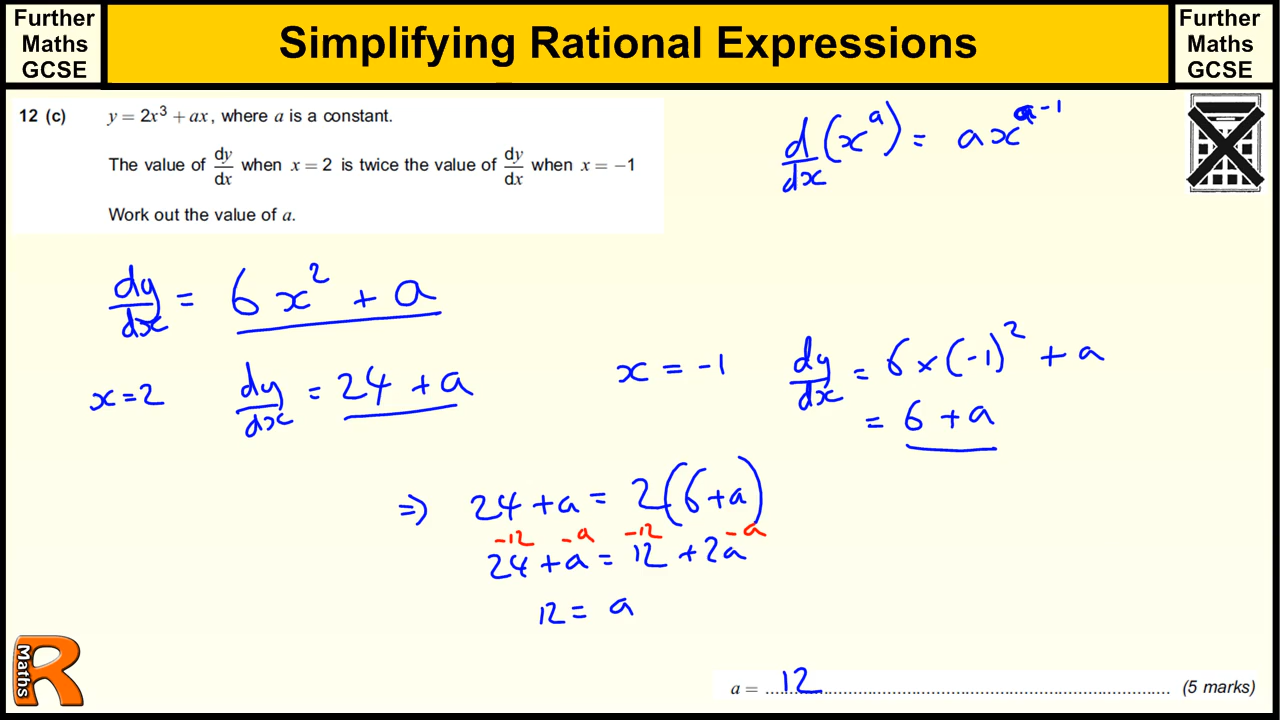 Further
Maths
GCSE
Simplifying Rational Expressions
Further
Maths
GCSE
12 (c) y = 2x³ + ax, where a is a constant.
The value of dy/dx when x = 2 is twice the value of dy/dx when x = −1
Work out the value of a.
d/dx (xᵃ) = axᵃ⁻¹
dy/dx = 6x² + a
x = 2 dy/dx = 24 + a
x = -1 dy/dx = 6 × (-1)² + a
= 6 + a
⇒ 24 + a = 2(6 + a)
-12 -a -12 -a
24 + a = 12 + 2a
12 = a
R Maths
a = 12 (5 marks)